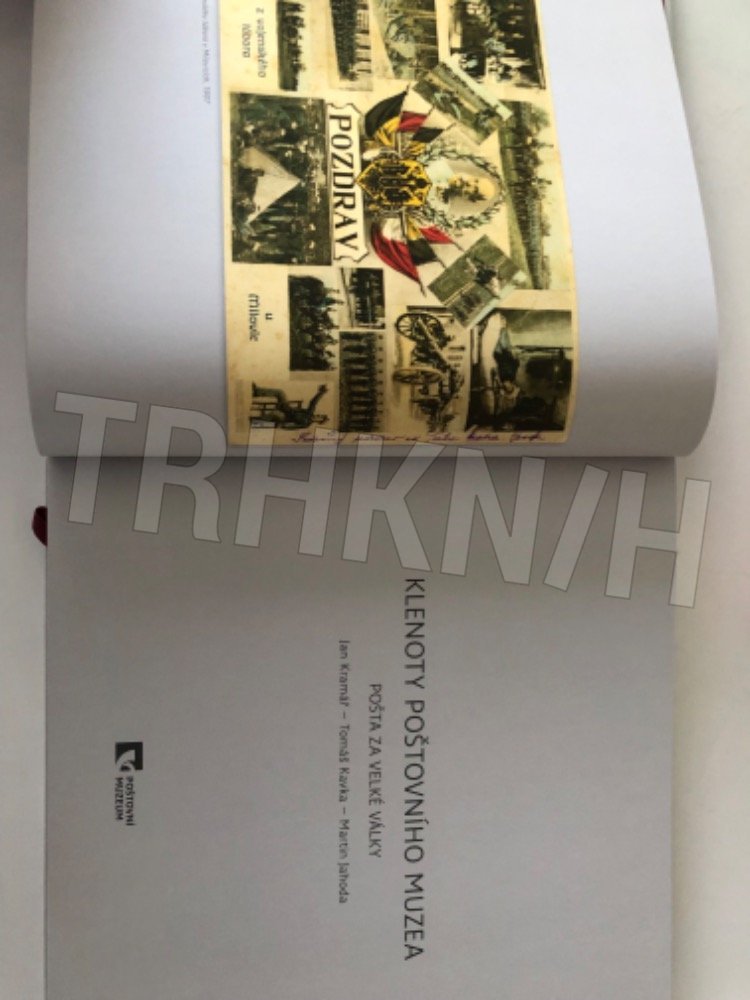 z vojenského
tábora
POZDRAV
u
Milovic
TRHKN/H
KLENOTY POŠTOVNÍHO MUZEA
POŠTA ZA VELKÉ VÁLKY
Jan Kramář – Tomáš Kavka – Martin Jahoda
POŠTOVNÍ
MUZEUM